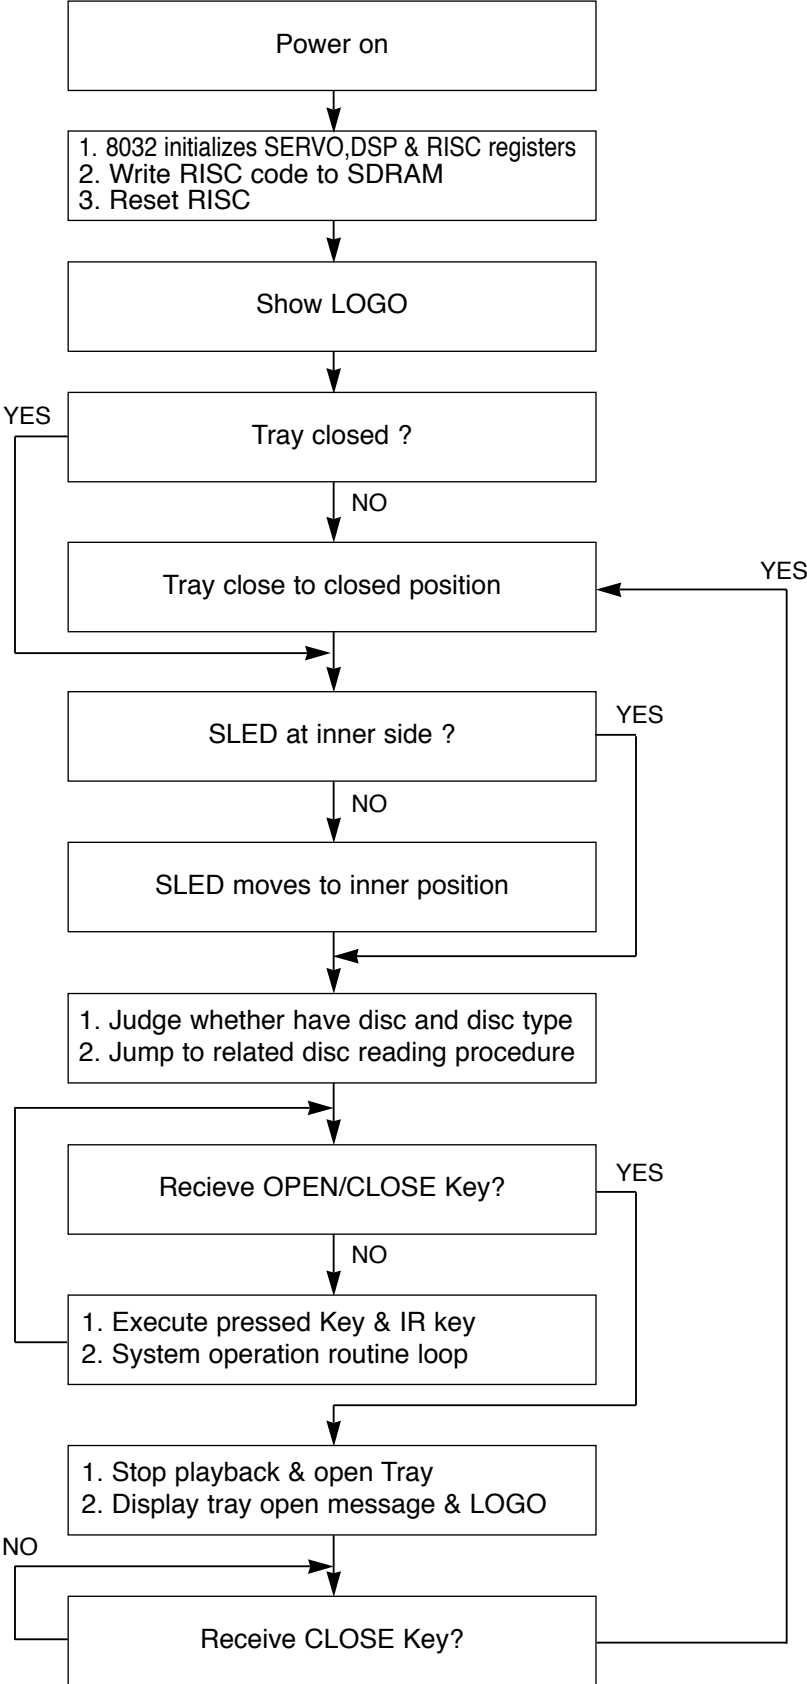 Power on
1. 8032 initializes SERVO,DSP & RISC registers
2. Write RISC code to SDRAM
3. Reset RISC
Show LOGO
YES
Tray closed ?
NO
Tray close to closed position
YES
SLED at inner side ?
YES
NO
SLED moves to inner position
1. Judge whether have disc and disc type
2. Jump to related disc reading procedure
Recieve OPEN/CLOSE Key?
YES
NO
1. Execute pressed Key & IR key
2. System operation routine loop
1. Stop playback & open Tray
2. Display tray open message & LOGO
NO
Receive CLOSE Key?